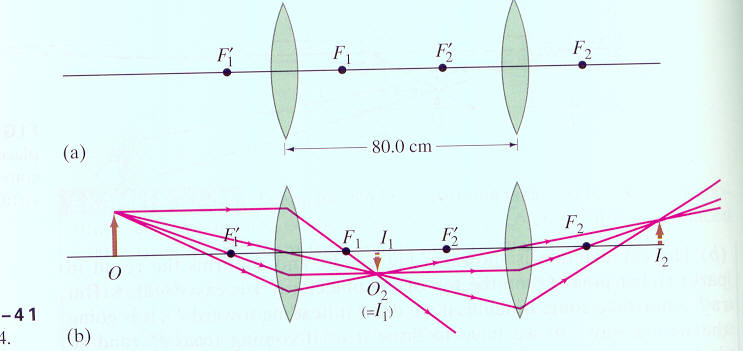 F₁′ F₁ F₂′ F₂
80.0 cm
(a)
F₁′ F₁ I₁ F₂′ F₂
O O₂ I₂
(=I₁)
–41
4.
(b)